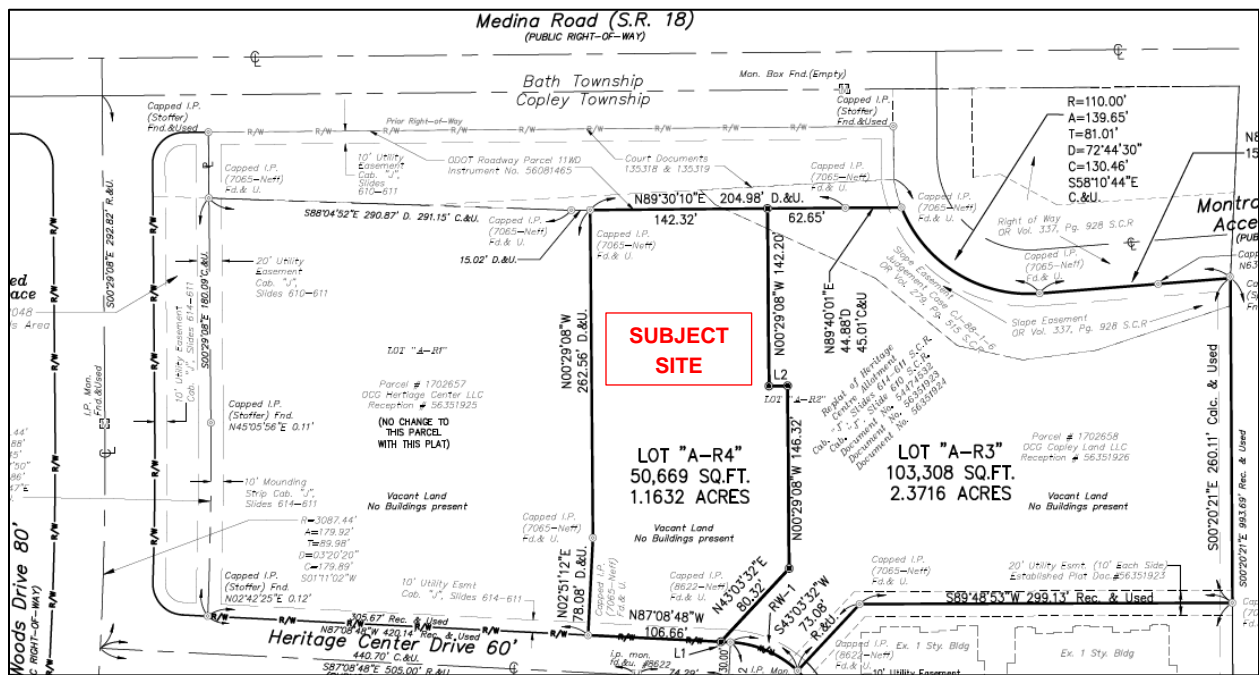 Medina Road (S.R. 18)
(PUBLIC RIGHT-OF-WAY)
Bath Township
Copley Township
Mon. Box Fnd.(Empty)
Capped I.P.
(Stoffer)
Fnd.&Used
Prior Right-of-Way
R/W
10' Utility
Easement
Cab. "J",
Slides
610-611
ODOT Roadway Parcel 11WD
Instrument No. 56081465
Court Documents
135318 & 135319
Capped I.P.
(Stoffer)
Fnd.& Used
R=110.00'
A=139.65'
T=81.01'
D=72°44'30"
C=130.46'
S58°10'44"E
C.&U.
Capped I.P.
(7065-Neff)
Fd.& U.
S88°04'52"E 290.87' D. 291.15' C.&U.
Capped I.P.
(7065-Neff)
Fd.& U.
15.02' D.&U.
N89°30'10"E 204.98' D.&U.
142.32'
62.65'
Capped I.P.
(7065-Neff)
Fd.& U.
Capped I.P.
(7065-Neff)
Fd.& U.
Capped I.P.
(7065-Neff)
Fd.& U.
Right of Way
OR Vol. 337, Pg. 928 S.C.R
Capped I.P.
(7065-Neff)
Fd.& U.
Slope Easement
Judgement Case CJ-88-1-6
OR Vol. 279, Pg. 515 S.C.R
Slope Easement
OR Vol. 337, Pg. 928 S.C.R
S00°29'08"E 292.82' R.&U.
I.P. Mon.
Fnd.&Used
20' Utility
Easement
Cab. "J",
Slides 610-611
10' Utility Easement
Cab. "J", Slides 614-611
S00°29'08"E 180.09'C.&U.
N00°29'08"W
262.56' D.&U.
SUBJECT
SITE
N00°29'08"W 142.20'
N89°40'01"E
44.88'D
45.01'C&U
L2
LOT "A-R2"
Replat of Heritage
Centre Allotment
Cab. "J" Slides 614-611 S.C.R.
Cab. "J" Slide 610 S.C.R.
Document No. 54474532
Document No. 56351923
Document No. 56351924
LOT "A-R1"
Parcel # 1702657
OCG Heritage Center LLC
Reception # 56351925
(NO CHANGE TO
THIS PARCEL
WITH THIS PLAT)
Capped I.P.
(Stoffer) Fnd.
N45°05'56"E 0.11'
10' Mounding
Strip Cab. "J",
Slides 614-611
Vacant Land
No Buildings present
LOT "A-R4"
50,669 SQ.FT.
1.1632 ACRES
Vacant Land
No Buildings present
N00°29'08"W 146.32'
LOT "A-R3"
103,308 SQ.FT.
2.3716 ACRES
Parcel # 1702658
OCG Copley Land LLC
Reception # 56351926
Vacant Land
No Buildings present
S00°20'21"E 260.11' Calc. & Used
S00°20'21"E 993.69' Rec. & Used
R=3087.44'
A=179.92'
T=89.98'
D=03°20'20"
C=179.89'
S01°11'02"W
Capped I.P.
(Stoffer) Fnd.
N02°42'25"E 0.12'
10' Utility Esmt
Cab. "J", Slides 614-611
Capped I.P.
(7065-Neff)
Fd.& U.
N02°51'12"E
78.08' D.&U.
Capped I.P.
(7065-Neff)
Fd.& U.
Capped I.P.
(8622-Neff)
Fd.& U.
N43°03'32"E
80.32'
RW-1
S43°03'32"W
73.08'
R.&U.
Capped I.P.
(7065-Neff)
Fd.& U.
20' Utility Esmt. (10' Each Side)
Established Plat Doc.#56351923
S89°48'53"W 299.13' Rec. & Used
N87°08'48"W
106.66'
L1
305.67' Rec. & Used
N87°08'48"W 420.14' Rec. & Used
Heritage Center Drive 60'
440.70' C.&U.
S87°08'48"E 505.00' R.&U.
i.p. mon.
fd.&u. #8622
74.29'
30.00'
I.P. Mon.
Capped I.P.
(8622-Neff)
Fd.& U.
Ex. 1 Sty. Bldg
Ex. 1 Sty. Bldg
10' Utility Easement
Woods Drive 80'